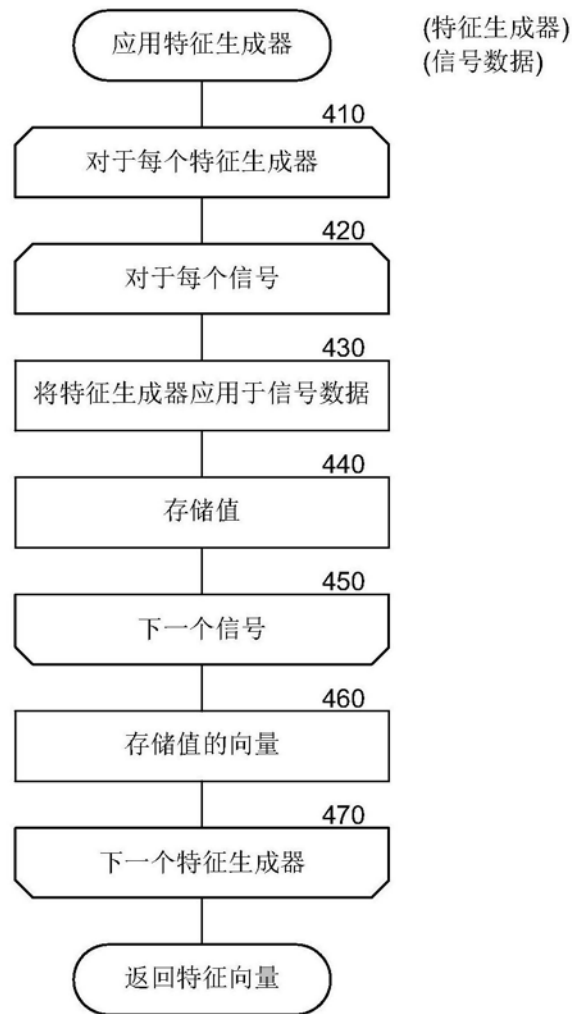 应用特征生成器
(特征生成器)
(信号数据)
410
对于每个特征生成器
420
对于每个信号
430
将特征生成器应用于信号数据
440
存储值
450
下一个信号
460
存储值的向量
470
下一个特征生成器
返回特征向量